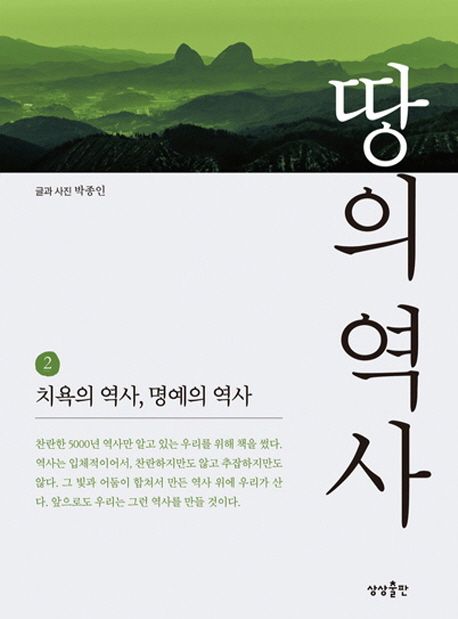 땅의 역사
글과 사진 박종인
2
치욕의 역사, 명예의 역사
찬란한 5000년 역사만 알고 있는 우리를 위해 책을 썼다.
역사는 입체적이어서, 찬란하지만도 않고 추잡하지만도
않다. 그 빛과 어둠이 합쳐서 만든 역사 위에 우리가 산
다. 앞으로도 우리는 그런 역사를 만들 것이다.
상상출판